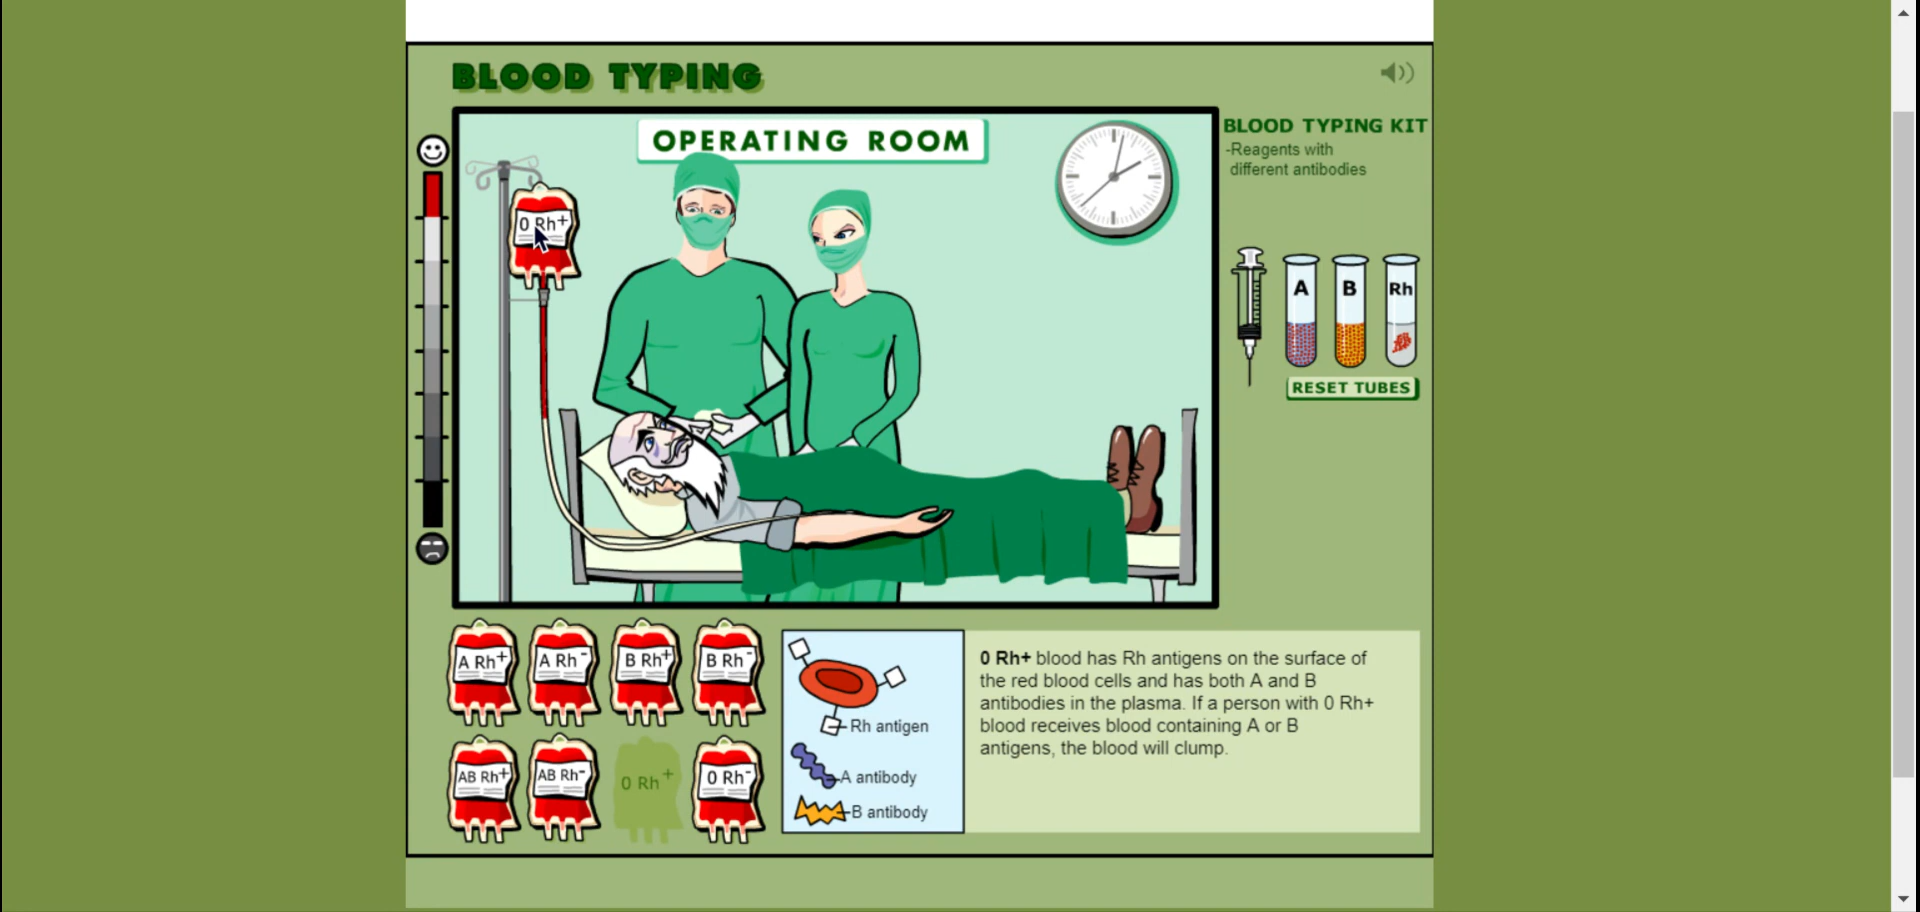 BLOOD TYPING
OPERATING ROOM
0 Rh+
BLOOD TYPING KIT
-Reagents with
different antibodies
A
B
Rh
RESET TUBES
A Rh+
A Rh-
B Rh+
B Rh-
AB Rh+
AB Rh-
0 Rh+
0 Rh-
Rh antigen
A antibody
B antibody
0 Rh+ blood has Rh antigens on the surface of
the red blood cells and has both A and B
antibodies in the plasma. If a person with 0 Rh+
blood receives blood containing A or B
antigens, the blood will clump.